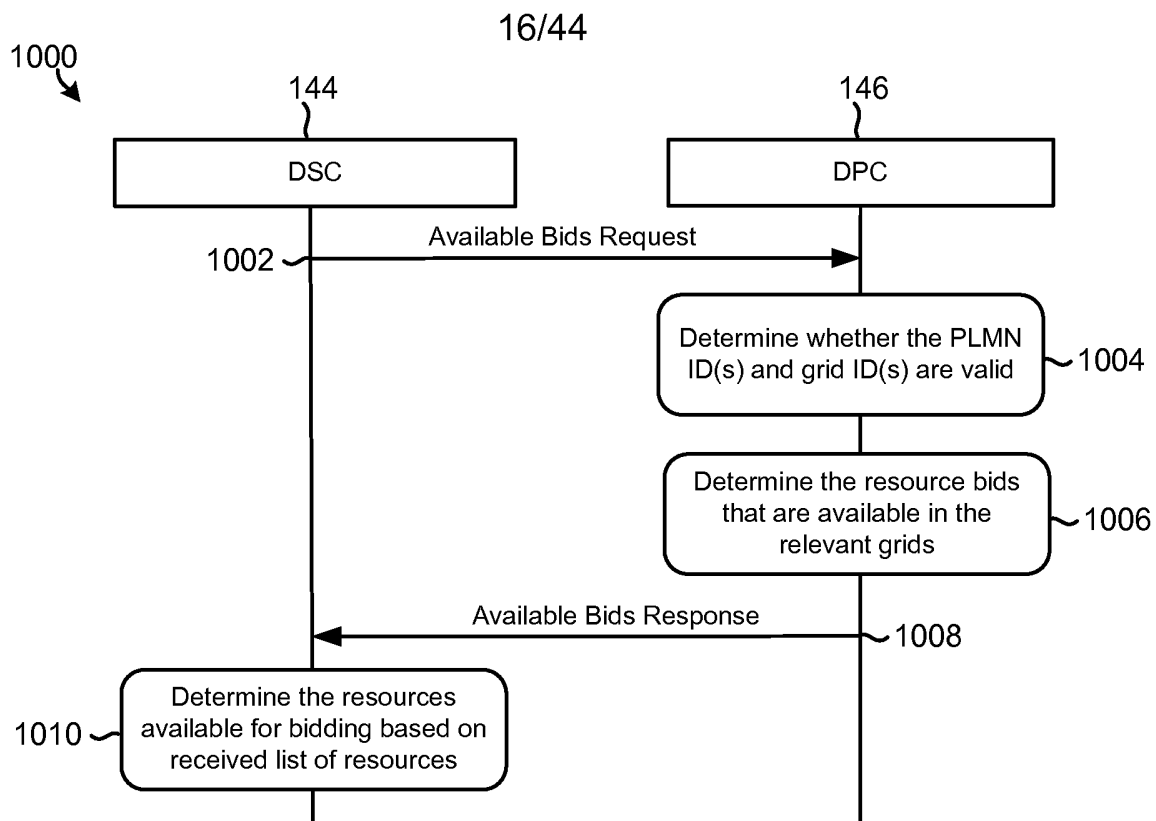 16/44
1000
144
146
DSC
DPC
Available Bids Request
1002
Determine whether the PLMN
ID(s) and grid ID(s) are valid
1004
Determine the resource bids
that are available in the
relevant grids
1006
Available Bids Response
1008
Determine the resources
available for bidding based on
received list of resources
1010